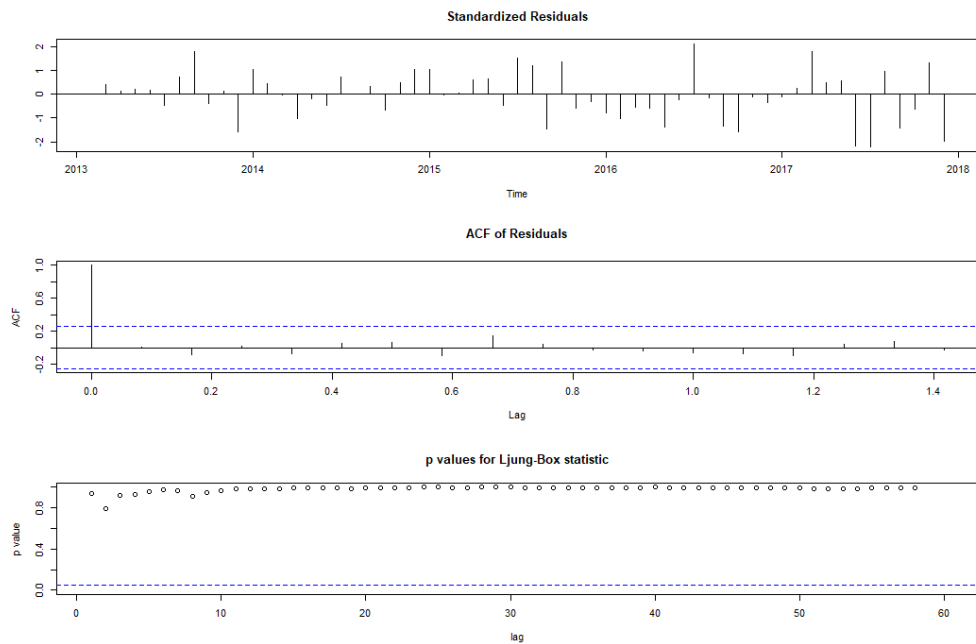 Standardized Residuals
2
1
0
-1
-2
2013 2014 2015 2016 2017 2018
Time
ACF of Residuals
ACF
1.0
0.6
0.2
-0.2
0.0 0.2 0.4 0.6 0.8 1.0 1.2 1.4
Lag
p values for Ljung-Box statistic
p value
0.8
0.4
0.0
0 10 20 30 40 50 60
lag